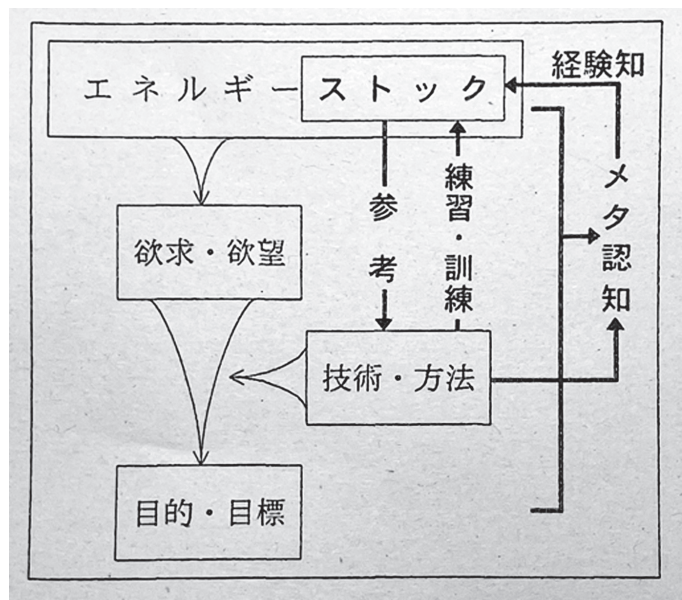 エネルギーストック
経験知
メタ認知
参考
練習・訓練
欲求・欲望
技術・方法
目的・目標